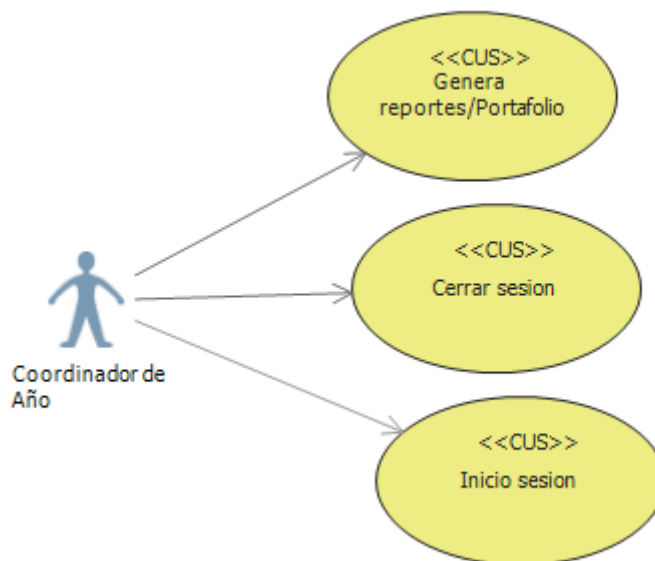 <<CUS>>
Genera
reportes/Portafolio
<<CUS>>
Cerrar sesion
Coordinador de
Año
<<CUS>>
Inicio sesion